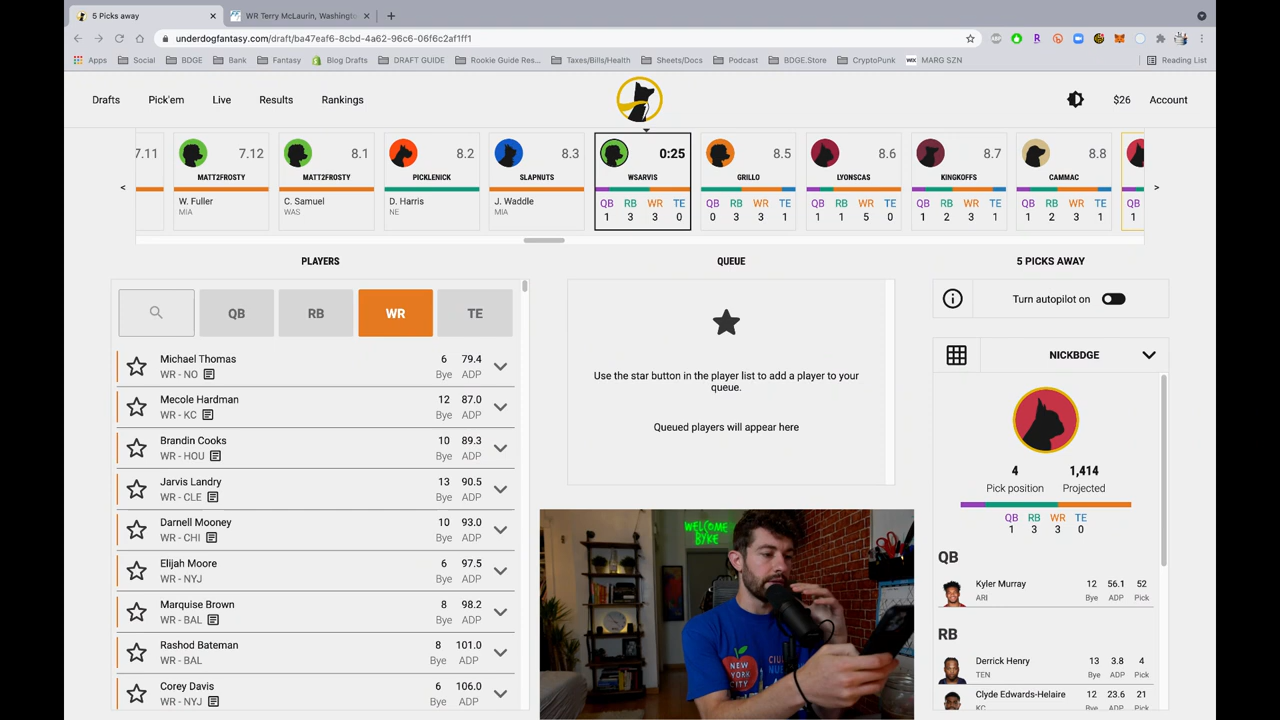 5 Picks away
WR Terry McLaurin, Washingto
underdogfantasy.com/draft/ba47eaf6-8cbd-4a62-96c6-06f6c2af1ff1
Apps Social BDGE Bank Fantasy Blog Drafts DRAFT GUIDE Rookie Guide Res... Taxes/Bills/Health Sheets/Docs Podcast BDGE.Store CryptoPunk WIX MARG SZN Reading List
Drafts Pick'em Live Results Rankings $26 Account
7.11 7.12 8.1 8.2 8.3 0:25 8.5 8.6 8.7 8.8
MATT2FROSTY MATT2FROSTY PICKLENICK SLAPNUTS WSARVIS GRILLO LYONSCAS KINGKOFFS CAMMAC
W. Fuller C. Samuel D. Harris J. Waddle QB RB WR TE QB RB WR TE QB RB WR TE QB RB WR TE QB RB WR TE QB
MIA WAS NE MIA 1 3 3 0 0 3 3 1 1 1 5 0 1 2 3 1 1 2 3 1 1
< >
PLAYERS QUEUE 5 PICKS AWAY
QB RB WR TE
Turn autopilot on
Michael Thomas 6 79.4
WR - NO Bye ADP
Mecole Hardman 12 87.0
WR - KC Bye ADP
Brandin Cooks 10 89.3
WR - HOU Bye ADP
Jarvis Landry 13 90.5
WR - CLE Bye ADP
Darnell Mooney 10 93.0
WR - CHI Bye ADP
Elijah Moore 6 97.5
WR - NYJ Bye ADP
Marquise Brown 8 98.2
WR - BAL Bye ADP
Rashod Bateman 8 101.0
WR - BAL Bye ADP
Corey Davis 6 106.0
WR - NYJ Bye ADP
Use the star button in the player list to add a player to your
queue.
Queued players will appear here
WELCOME
BYKE
NEW
YORK
CITY
NICKBDGE
4 1,414
Pick position Projected
QB RB WR TE
1 3 3 0
QB
Kyler Murray 12 56.1 52
ARI Bye ADP Pick
RB
Derrick Henry 13 3.8 4
TEN Bye ADP Pick
Clyde Edwards-Helaire 12 23.6 21
KC Bye ADP Pick